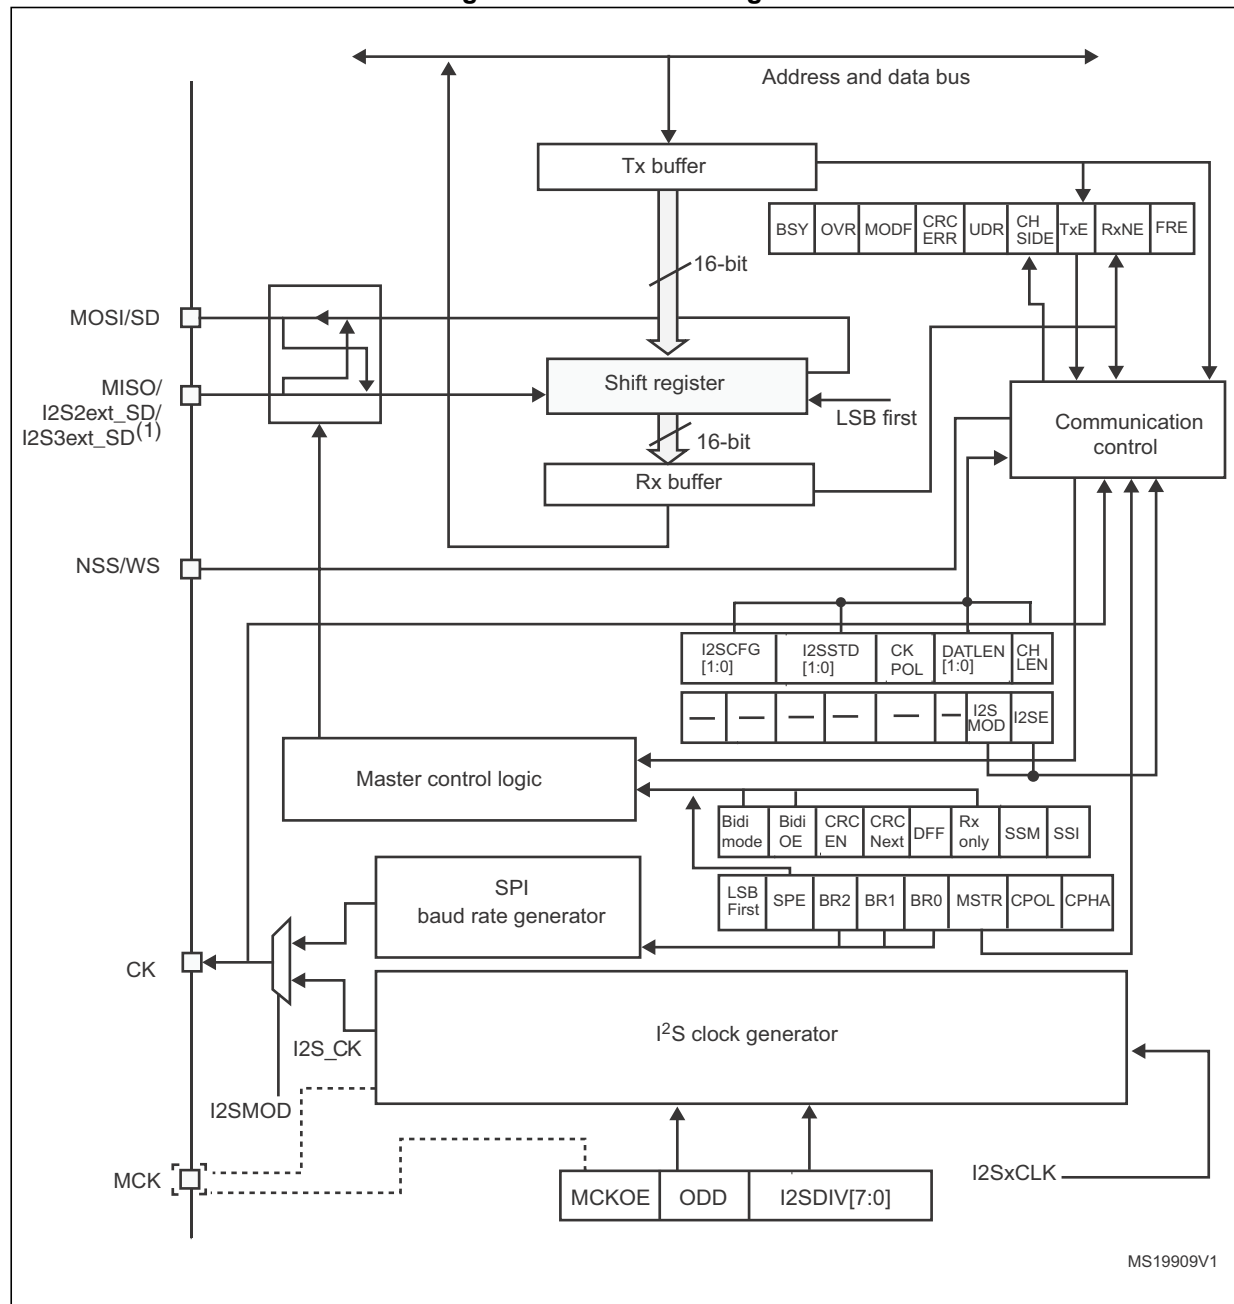 Address and data bus
Tx buffer
BSY OVR MODF CRC ERR UDR CH SIDE TxE RxNE FRE
16-bit
MOSI/SD
Shift register
MISO/
I2S2ext_SD/
I2S3ext_SD(1)
LSB first
Communication
control
16-bit
Rx buffer
NSS/WS
I2SCFG [1:0] I2SSTD [1:0] CK POL DATLEN [1:0] CH LEN
— — — — — — I2S MOD I2SE
Master control logic
Bidi mode Bidi OE CRC EN CRC Next DFF Rx only SSM SSI
LSB First SPE BR2 BR1 BR0 MSTR CPOL CPHA
SPI
baud rate generator
CK
I2S clock generator
I2S_CK
I2SMOD
MCK
MCKOE ODD I2SDIV[7:0]
I2SxCLK
MS19909V1